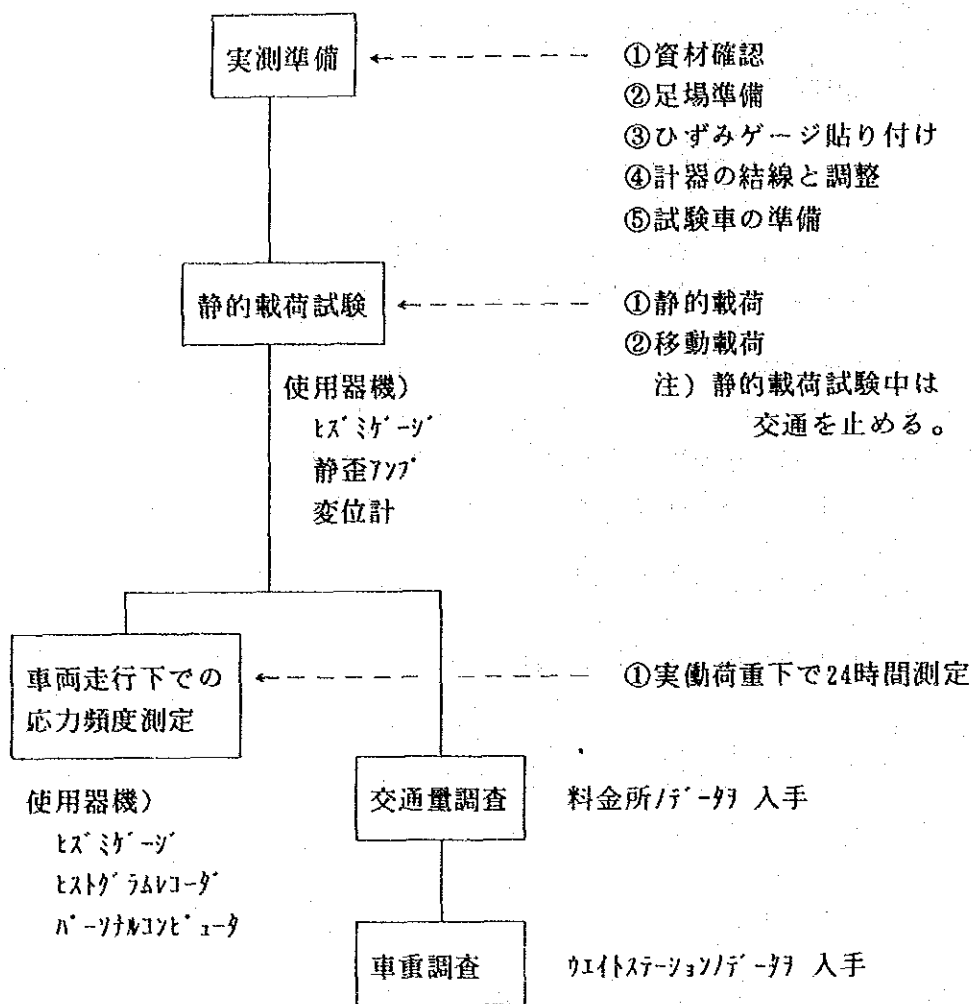 実測準備
①資材確認
②足場準備
③ひずみゲージ貼り付け
④計器の結線と調整
⑤試験車の準備
静的載荷試験
①静的載荷
②移動載荷
注）静的載荷試験中は
交通を止める。
使用器機）
ﾋｽﾞﾐｹﾞｰｼﾞ
静歪ｱﾝﾌﾟ
変位計
車両走行下での
応力頻度測定
①実働荷重下で24時間測定
使用器機）
ﾋｽﾞﾐｹﾞｰｼﾞ
ﾋｽﾄｸﾞﾗﾑﾚｺｰﾀﾞ
ﾊﾟｰｿﾅﾙｺﾝﾋﾟｭｰﾀ
交通量調査
料金所ﾉﾃﾞｰﾀｦ 入手
車重調査
ｳｴｲﾄｽﾃｰｼｮﾝﾉﾃﾞｰﾀｦ 入手